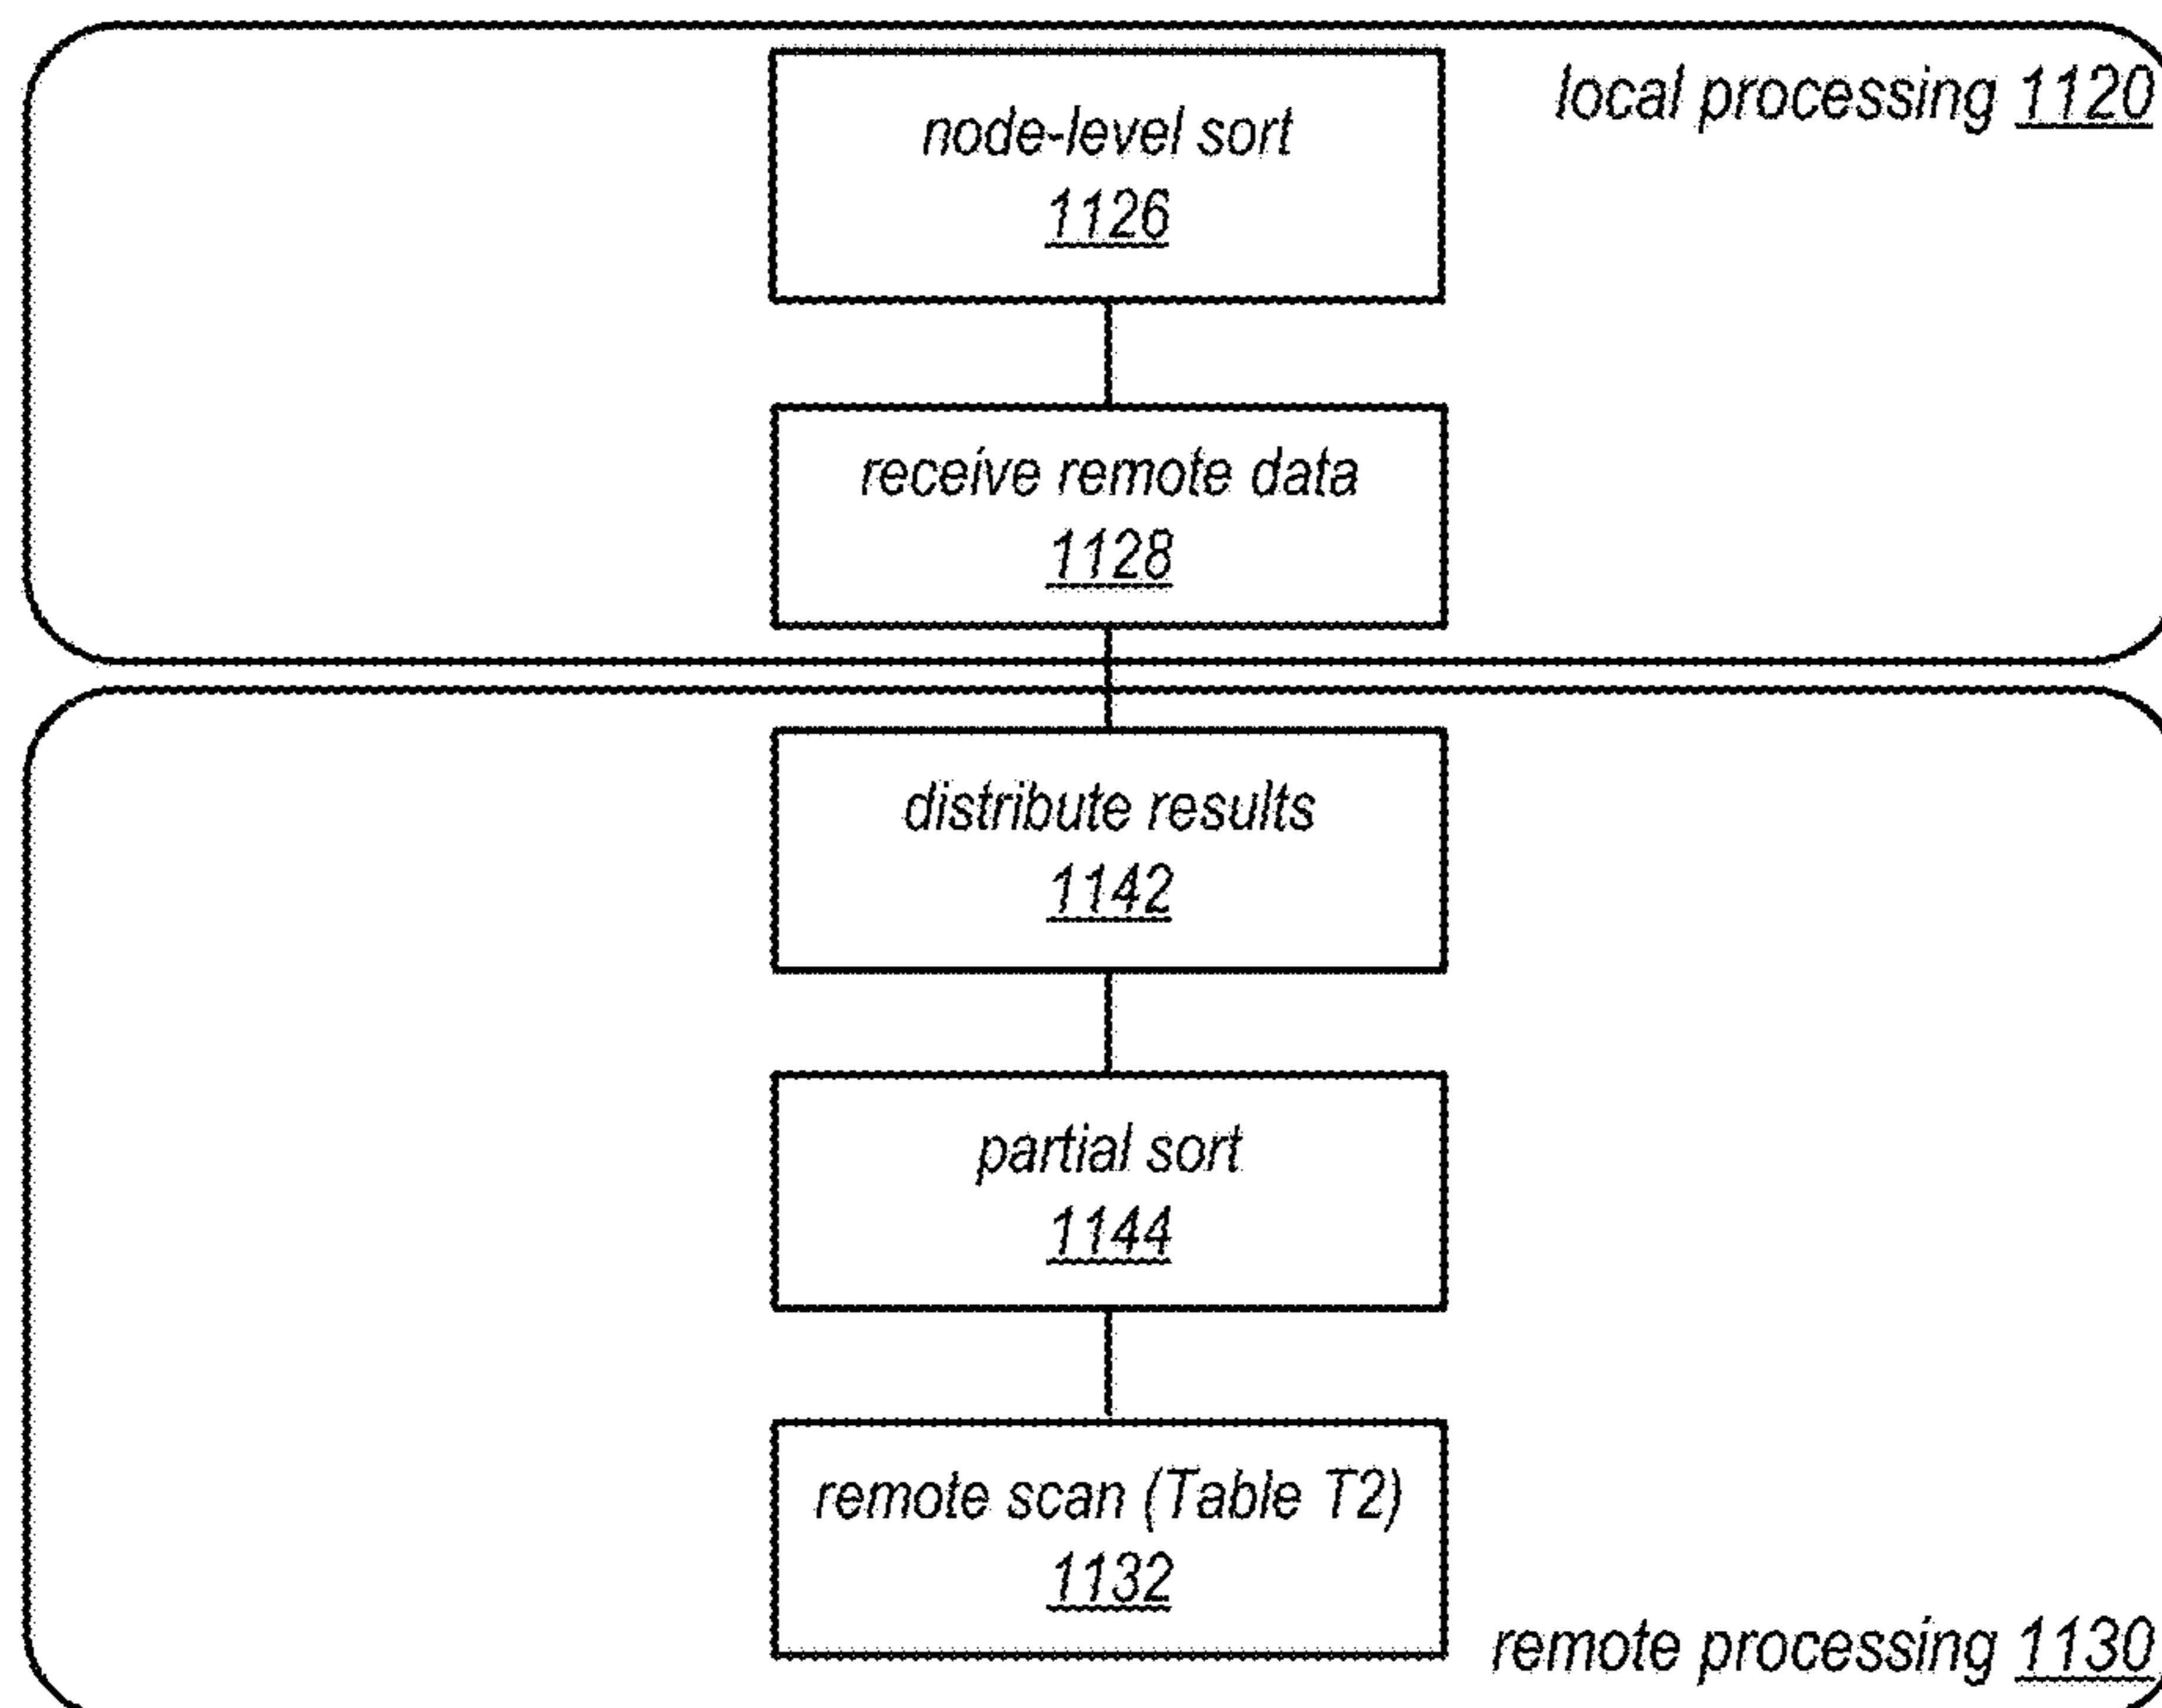 local processing 1120
node-level sort
1126
receive remote data
1128
distribute results
1142
partial sort
1144
remote scan (Table T2)
1132
remote processing 1130